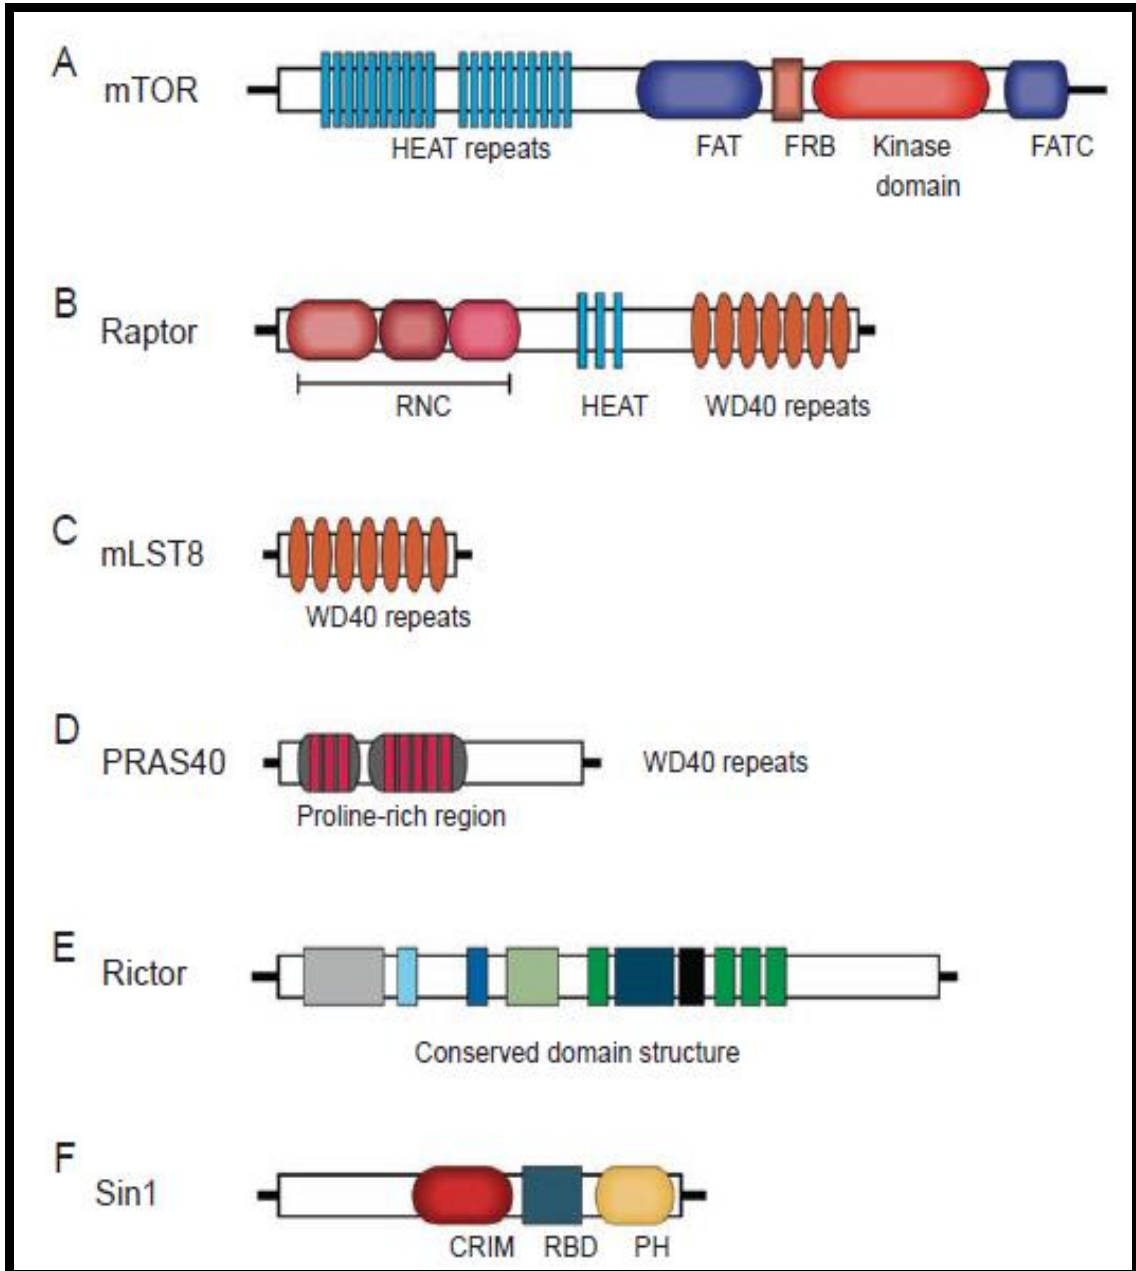 A
mTOR
HEAT repeats
FAT
FRB
Kinase
domain
FATC
B
Raptor
RNC
HEAT
WD40 repeats
C
mLST8
WD40 repeats
D
PRAS40
WD40 repeats
Proline-rich region
E
Rictor
Conserved domain structure
F
Sin1
CRIM
RBD
PH